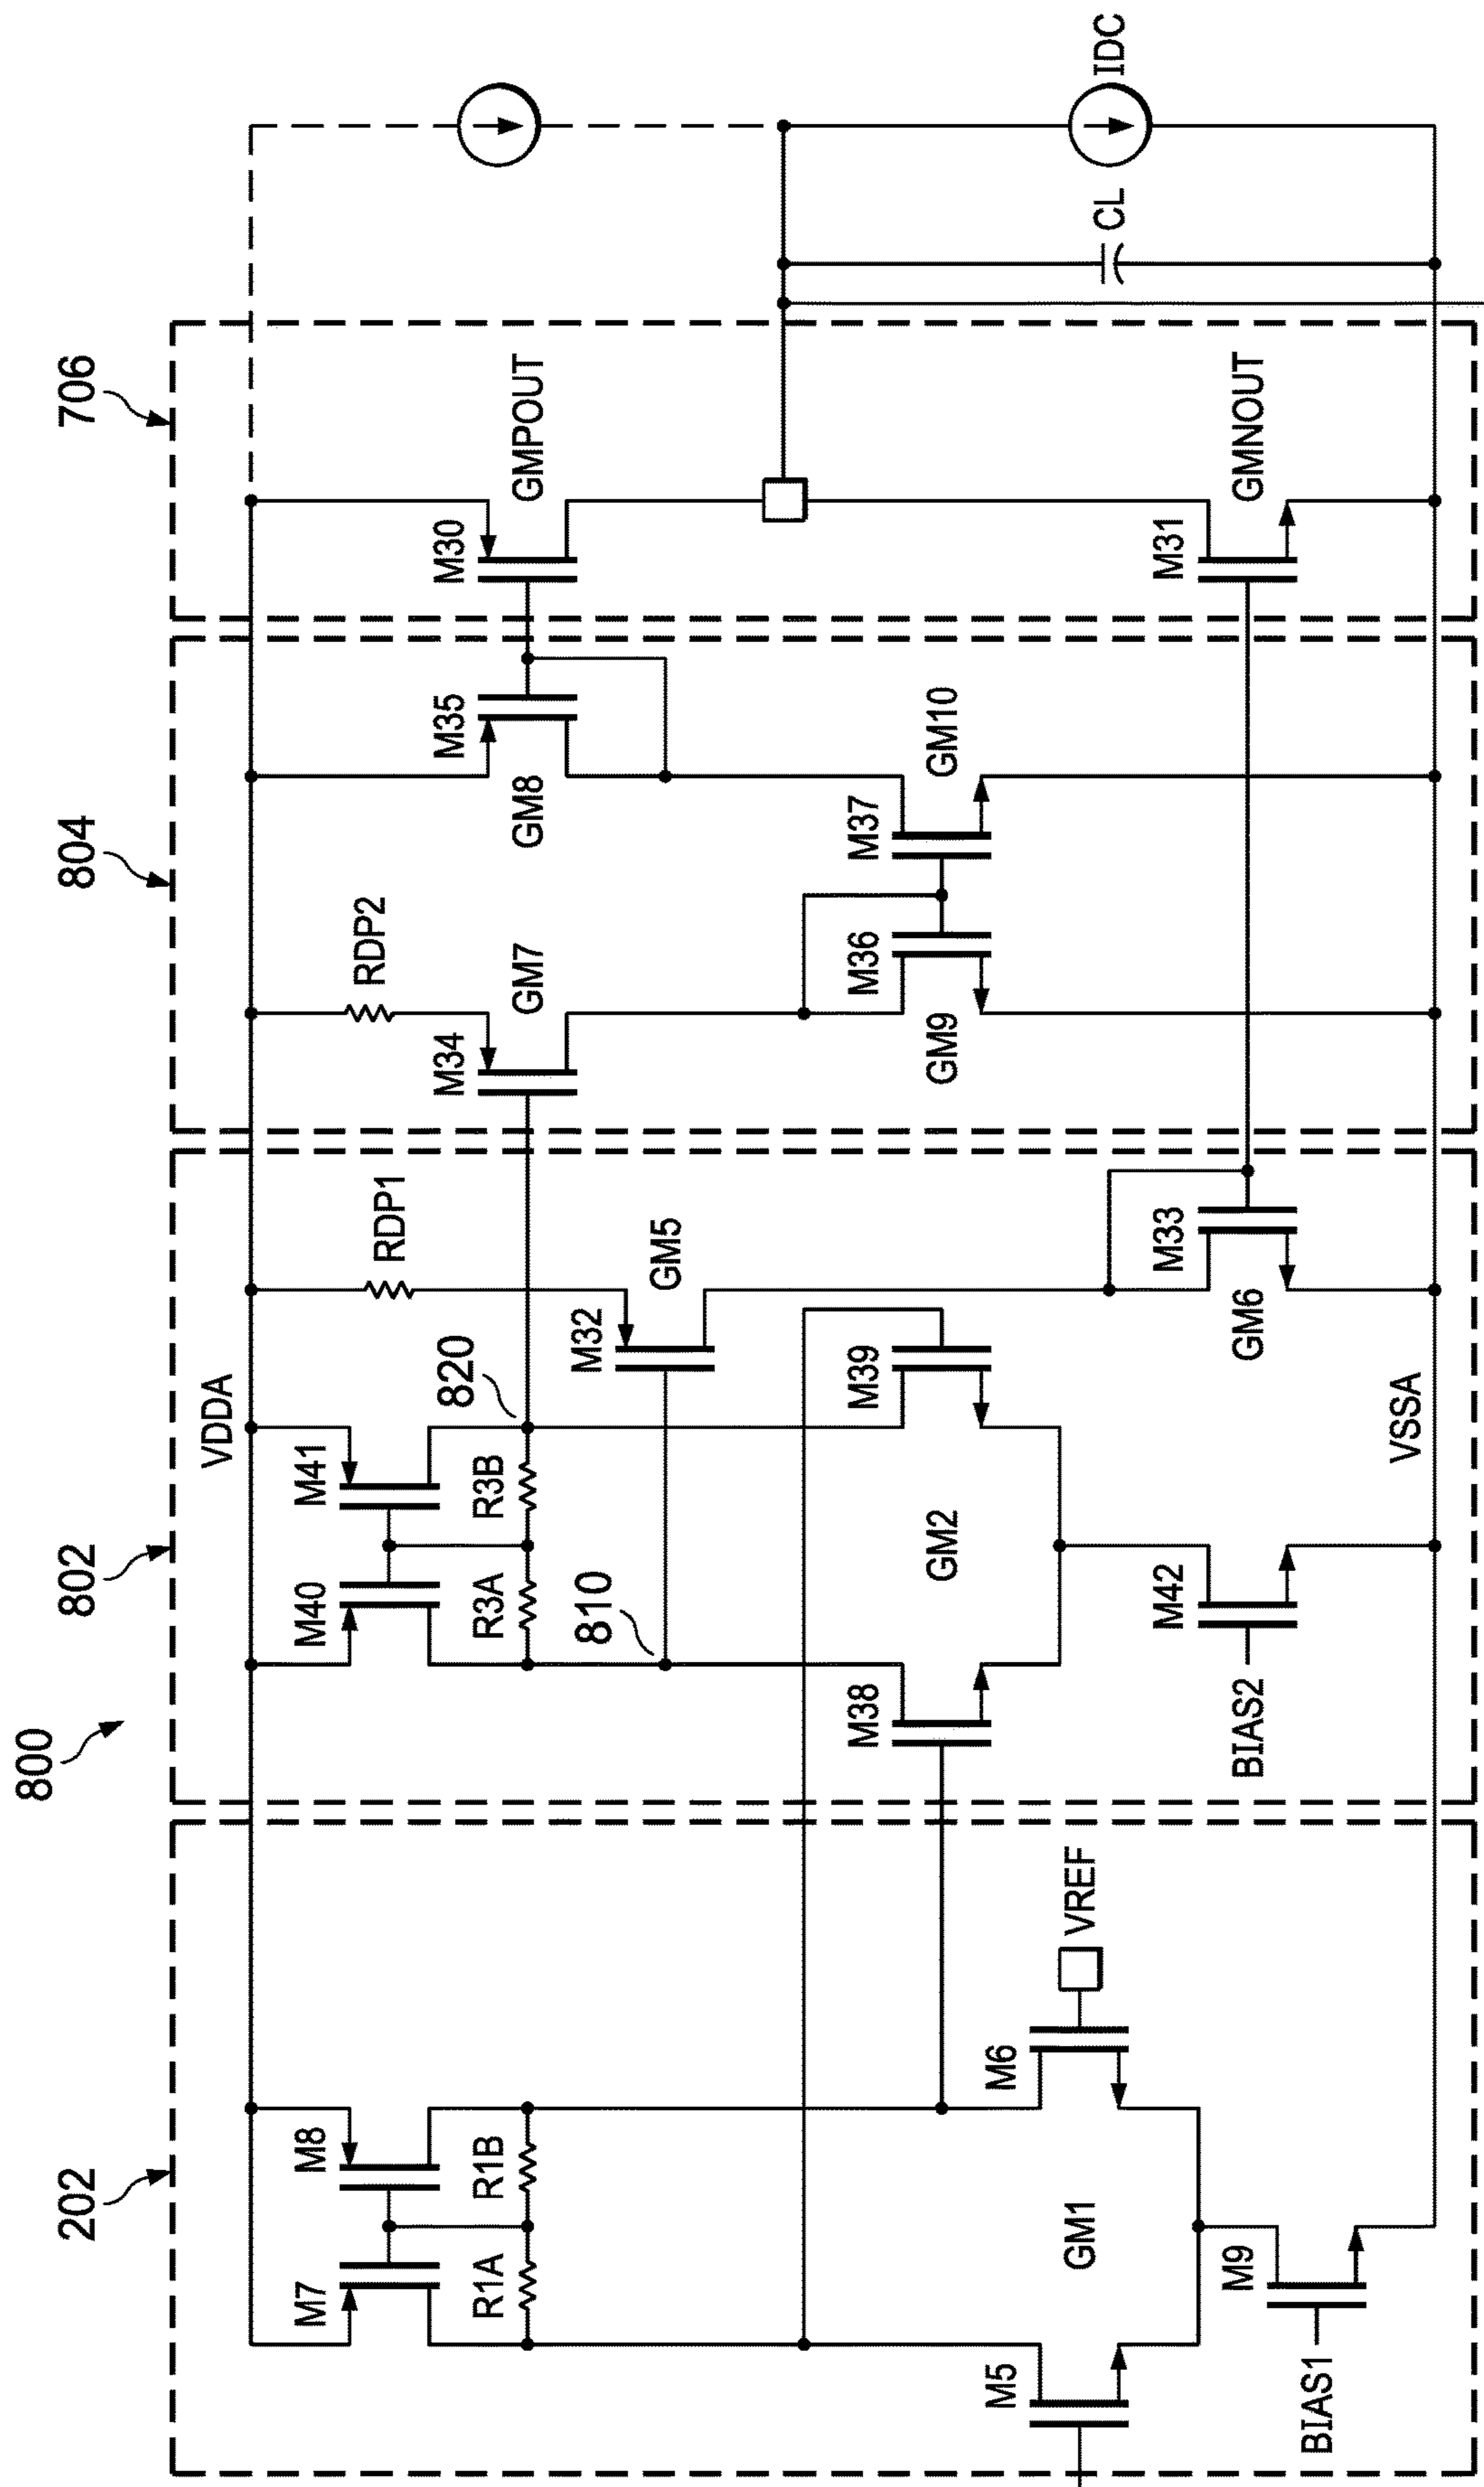 800
202
802
804
706
VDDA
M7
M8
R1A
R1B
M5
M6
GM1
VREF
M9
BIAS1
M40
M41
R3A
R3B
810
820
RDP1
M32
GM5
M38
M39
GM2
M42
BIAS2
M33
GM6
VSSA
RDP2
M34
GM7
M35
GM8
M36
GM9
M37
GM10
M30
GMPOUT
M31
GMNOUT
CL
IDC